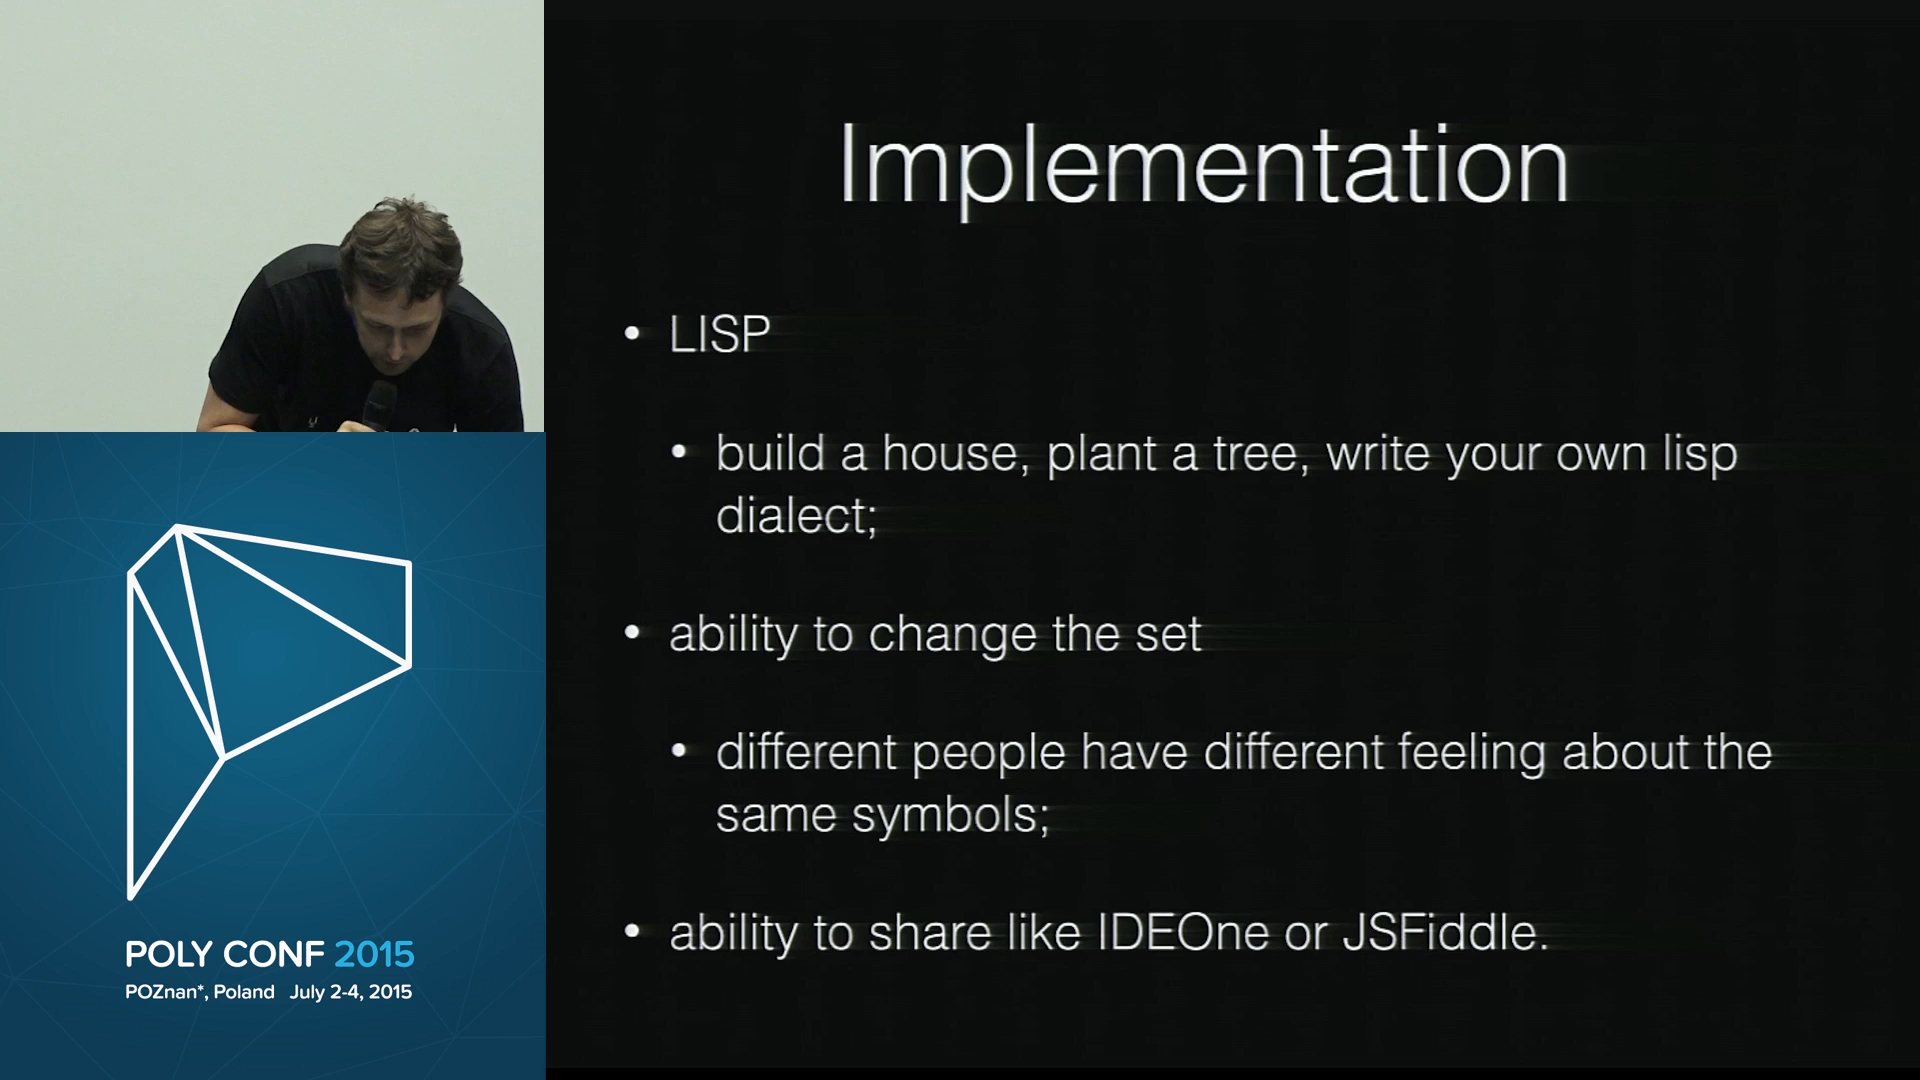 Implementation
• LISP
• build a house, plant a tree, write your own lisp
dialect;
• ability to change the set
• different people have different feeling about the
same symbols;
• ability to share like IDEOne or JSFiddle.
POLY CONF 2015
POZnan*, Poland July 2-4, 2015